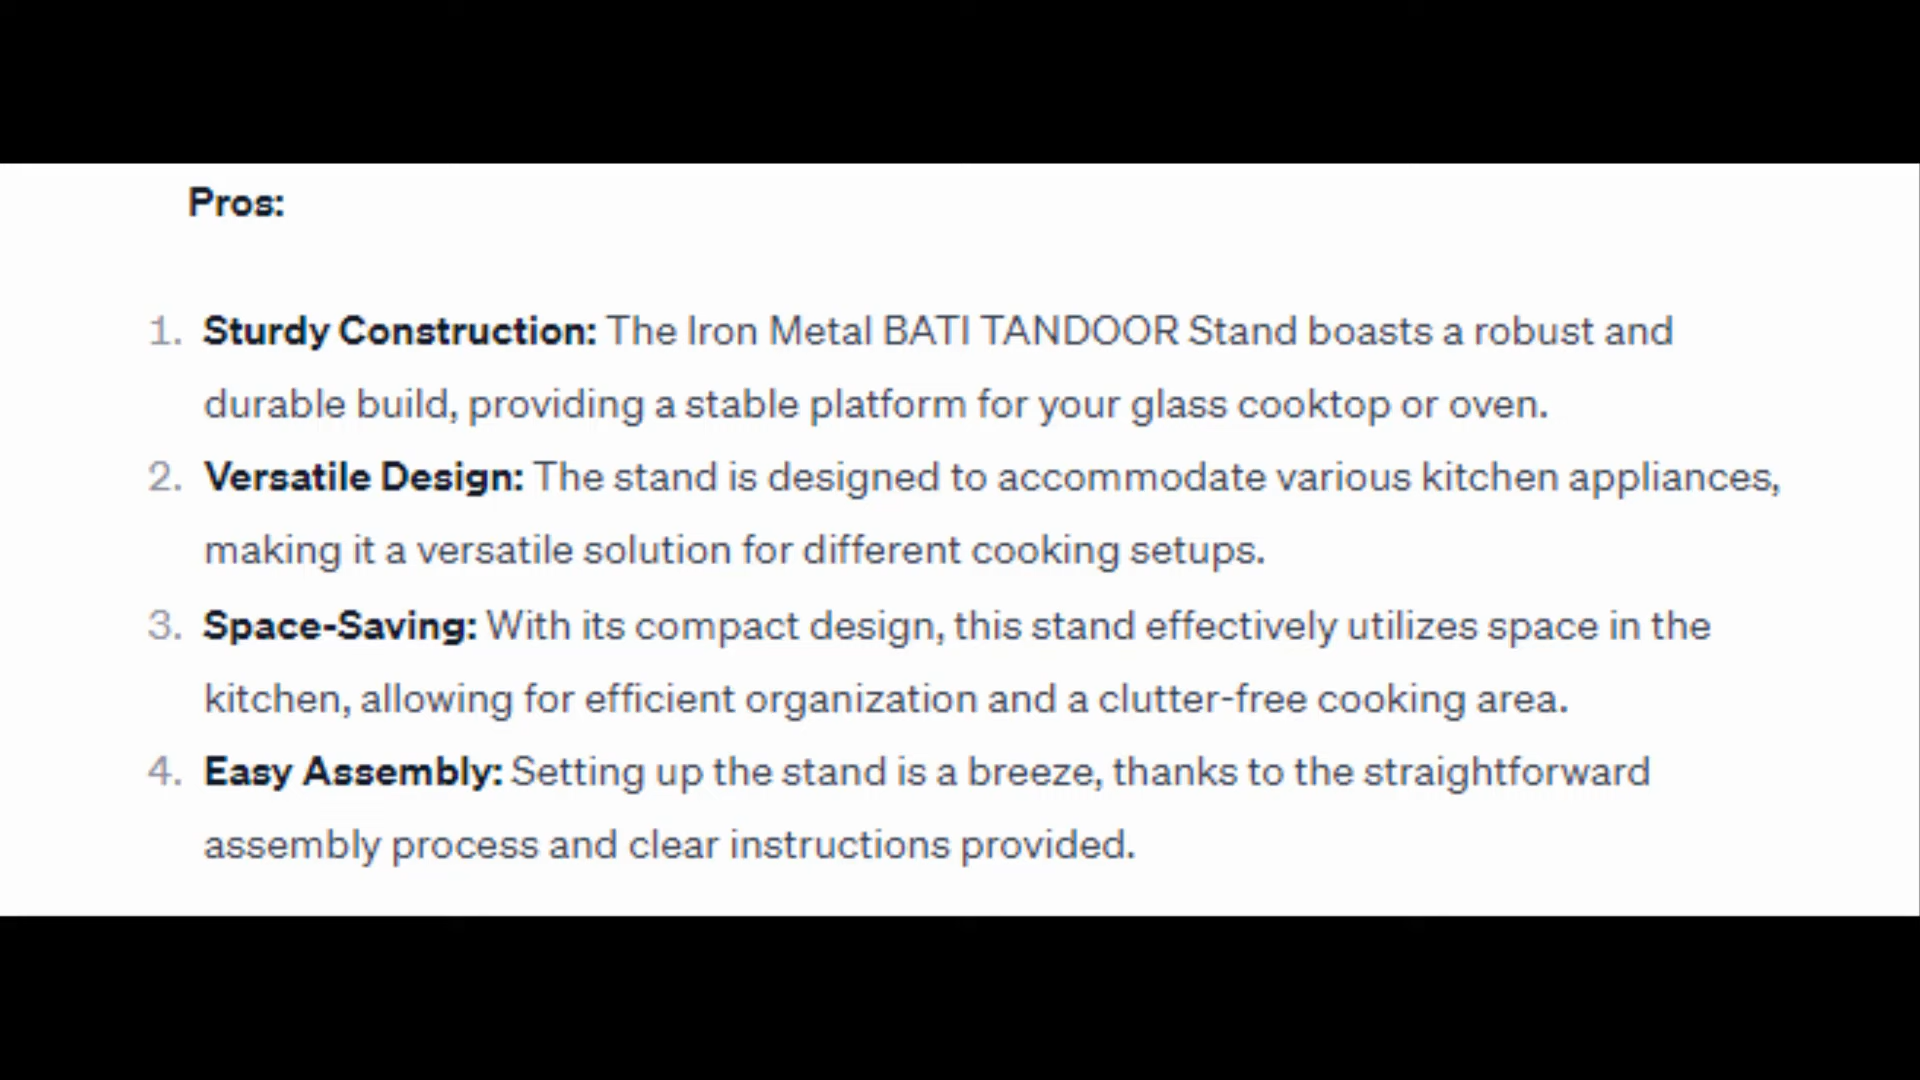 Pros:
1. Sturdy Construction: The Iron Metal BATI TANDOOR Stand boasts a robust and
durable build, providing a stable platform for your glass cooktop or oven.
2. Versatile Design: The stand is designed to accommodate various kitchen appliances,
making it a versatile solution for different cooking setups.
3. Space-Saving: With its compact design, this stand effectively utilizes space in the
kitchen, allowing for efficient organization and a clutter-free cooking area.
4. Easy Assembly: Setting up the stand is a breeze, thanks to the straightforward
assembly process and clear instructions provided.